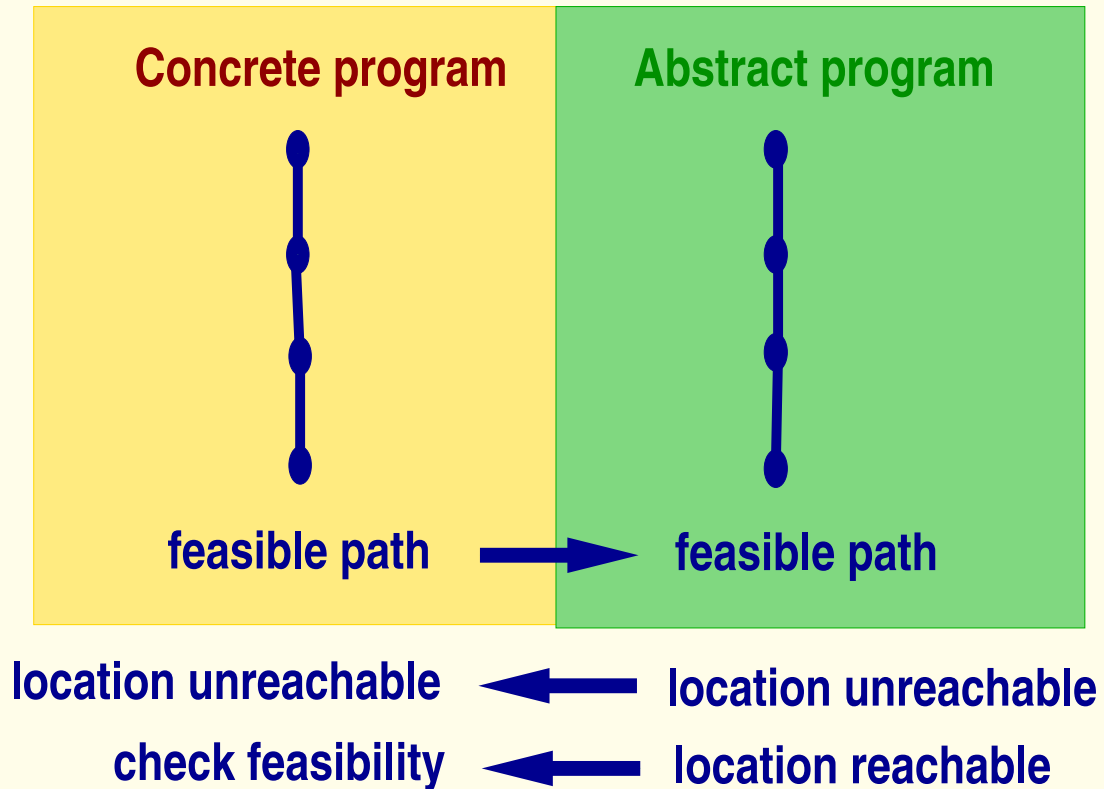 Concrete program
Abstract program
feasible path
feasible path
location unreachable
location unreachable
check feasibility
location reachable